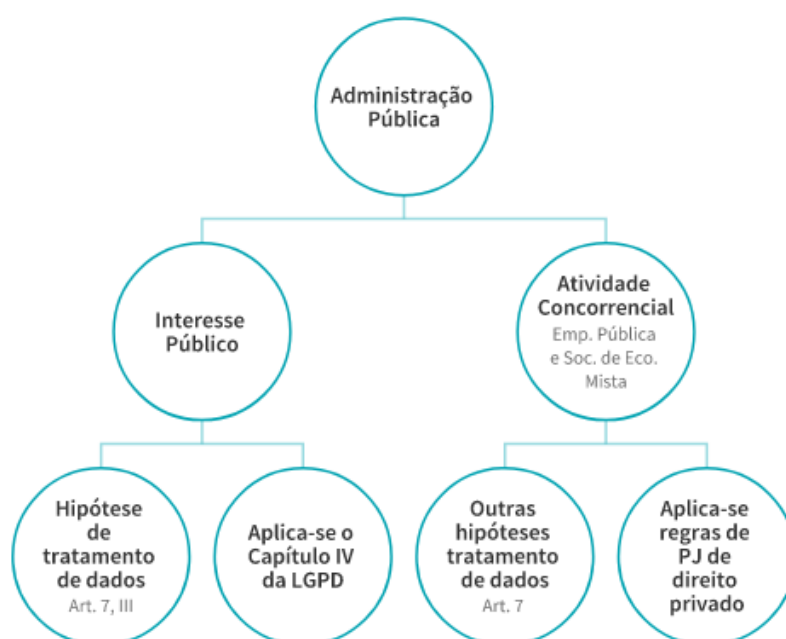 Administração
Pública
Interesse
Público
Atividade
Concorrencial
Emp. Pública
e Soc. de Eco.
Mista
Hipótese
de
tratamento
de dados
Art. 7, III
Aplica-se o
Capítulo IV
da LGPD
Outras
hipóteses
tratamento
de dados
Art. 7
Aplica-se
regras de
PJ de
direito
privado